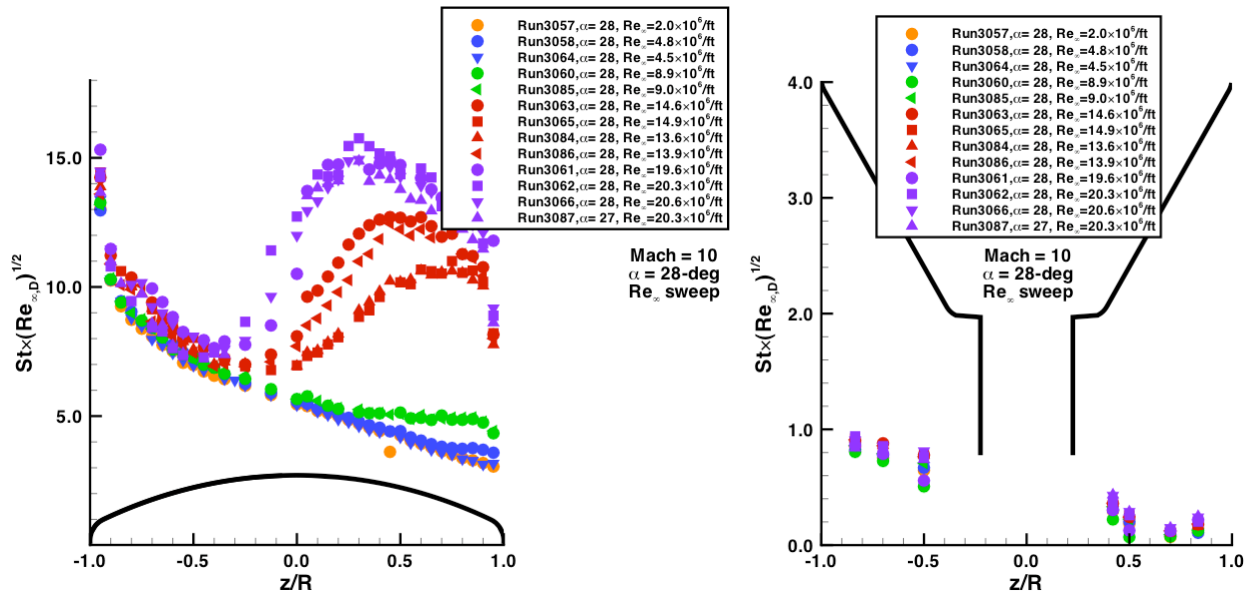 Run3057,α= 28, Re∞=2.0×10⁶/ft
Run3058,α= 28, Re∞=4.8×10⁶/ft
Run3064,α= 28, Re∞=4.5×10⁶/ft
Run3060,α= 28, Re∞=8.9×10⁶/ft
Run3085,α= 28, Re∞=9.0×10⁶/ft
Run3063,α= 28, Re∞=14.6×10⁶/ft
Run3065,α= 28, Re∞=14.9×10⁶/ft
Run3084,α= 28, Re∞=13.6×10⁶/ft
Run3086,α= 28, Re∞=13.9×10⁶/ft
Run3061,α= 28, Re∞=19.6×10⁶/ft
Run3062,α= 28, Re∞=20.3×10⁶/ft
Run3066,α= 28, Re∞=20.6×10⁶/ft
Run3087,α= 27, Re∞=20.3×10⁶/ft
Mach = 10
α = 28-deg
Re∞ sweep
St×(Re∞,D)^1/2
15.0
10.0
5.0
-1.0 -0.5 0.0 0.5 1.0
z/R
Run3057,α= 28, Re∞=2.0×10⁶/ft
Run3058,α= 28, Re∞=4.8×10⁶/ft
Run3064,α= 28, Re∞=4.5×10⁶/ft
Run3060,α= 28, Re∞=8.9×10⁶/ft
Run3085,α= 28, Re∞=9.0×10⁶/ft
Run3063,α= 28, Re∞=14.6×10⁶/ft
Run3065,α= 28, Re∞=14.9×10⁶/ft
Run3084,α= 28, Re∞=13.6×10⁶/ft
Run3086,α= 28, Re∞=13.9×10⁶/ft
Run3061,α= 28, Re∞=19.6×10⁶/ft
Run3062,α= 28, Re∞=20.3×10⁶/ft
Run3066,α= 28, Re∞=20.6×10⁶/ft
Run3087,α= 27, Re∞=20.3×10⁶/ft
Mach = 10
α = 28-deg
Re∞ sweep
St×(Re∞,D)^1/2
4.0
3.0
2.0
1.0
0.0
-1.0 -0.5 0.0 0.5 1.0
z/R